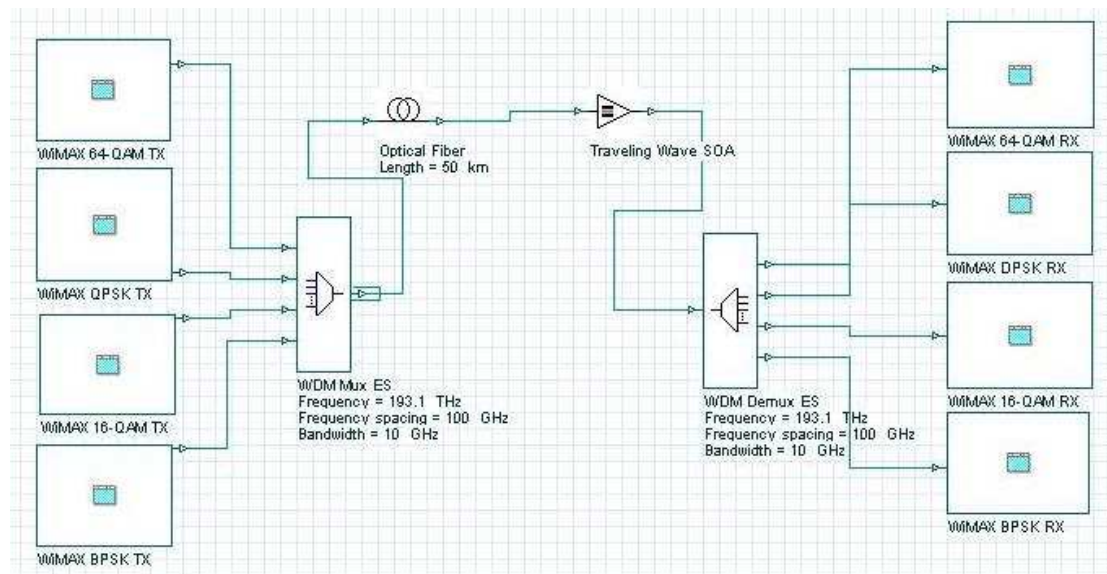 WiMAX 64-QAM TX
WiMAX QPSK TX
WiMAX 16-QAM TX
WiMAX BPSK TX
WDM Mux ES
Frequency = 193.1 THz
Frequency spacing = 100 GHz
Bandwidth = 10 GHz
Optical Fiber
Length = 50 km
Traveling Wave SOA
WDM Demux ES
Frequency = 193.1 THz
Frequency spacing = 100 GHz
Bandwidth = 10 GHz
WiMAX 64-QAM RX
WiMAX DPSK RX
WiMAX 16-QAM RX
WiMAX BPSK RX